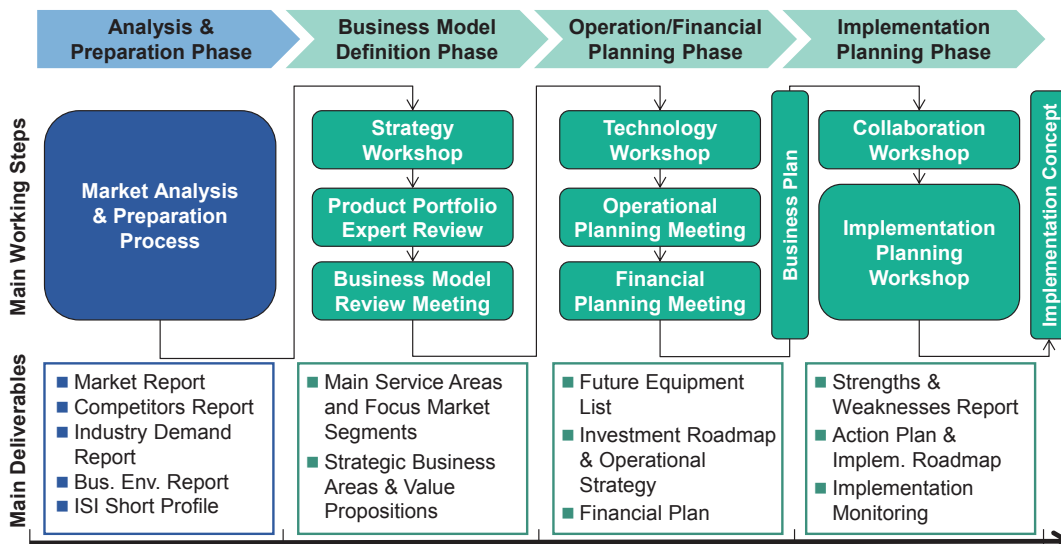 Analysis &
Preparation Phase
Business Model
Definition Phase
Operation/Financial
Planning Phase
Implementation
Planning Phase
Main Working Steps
Market Analysis
& Preparation
Process
Strategy
Workshop
Product Portfolio
Expert Review
Business Model
Review Meeting
Technology
Workshop
Operational
Planning Meeting
Financial
Planning Meeting
Business Plan
Collaboration
Workshop
Implementation
Planning
Workshop
Implementation Concept
Main Deliverables
Market Report
Competitors Report
Industry Demand
Report
Bus. Env. Report
ISI Short Profile
Main Service Areas
and Focus Market
Segments
Strategic Business
Areas & Value
Propositions
Future Equipment
List
Investment Roadmap
& Operational
Strategy
Financial Plan
Strengths &
Weaknesses Report
Action Plan &
Implem. Roadmap
Implementation
Monitoring